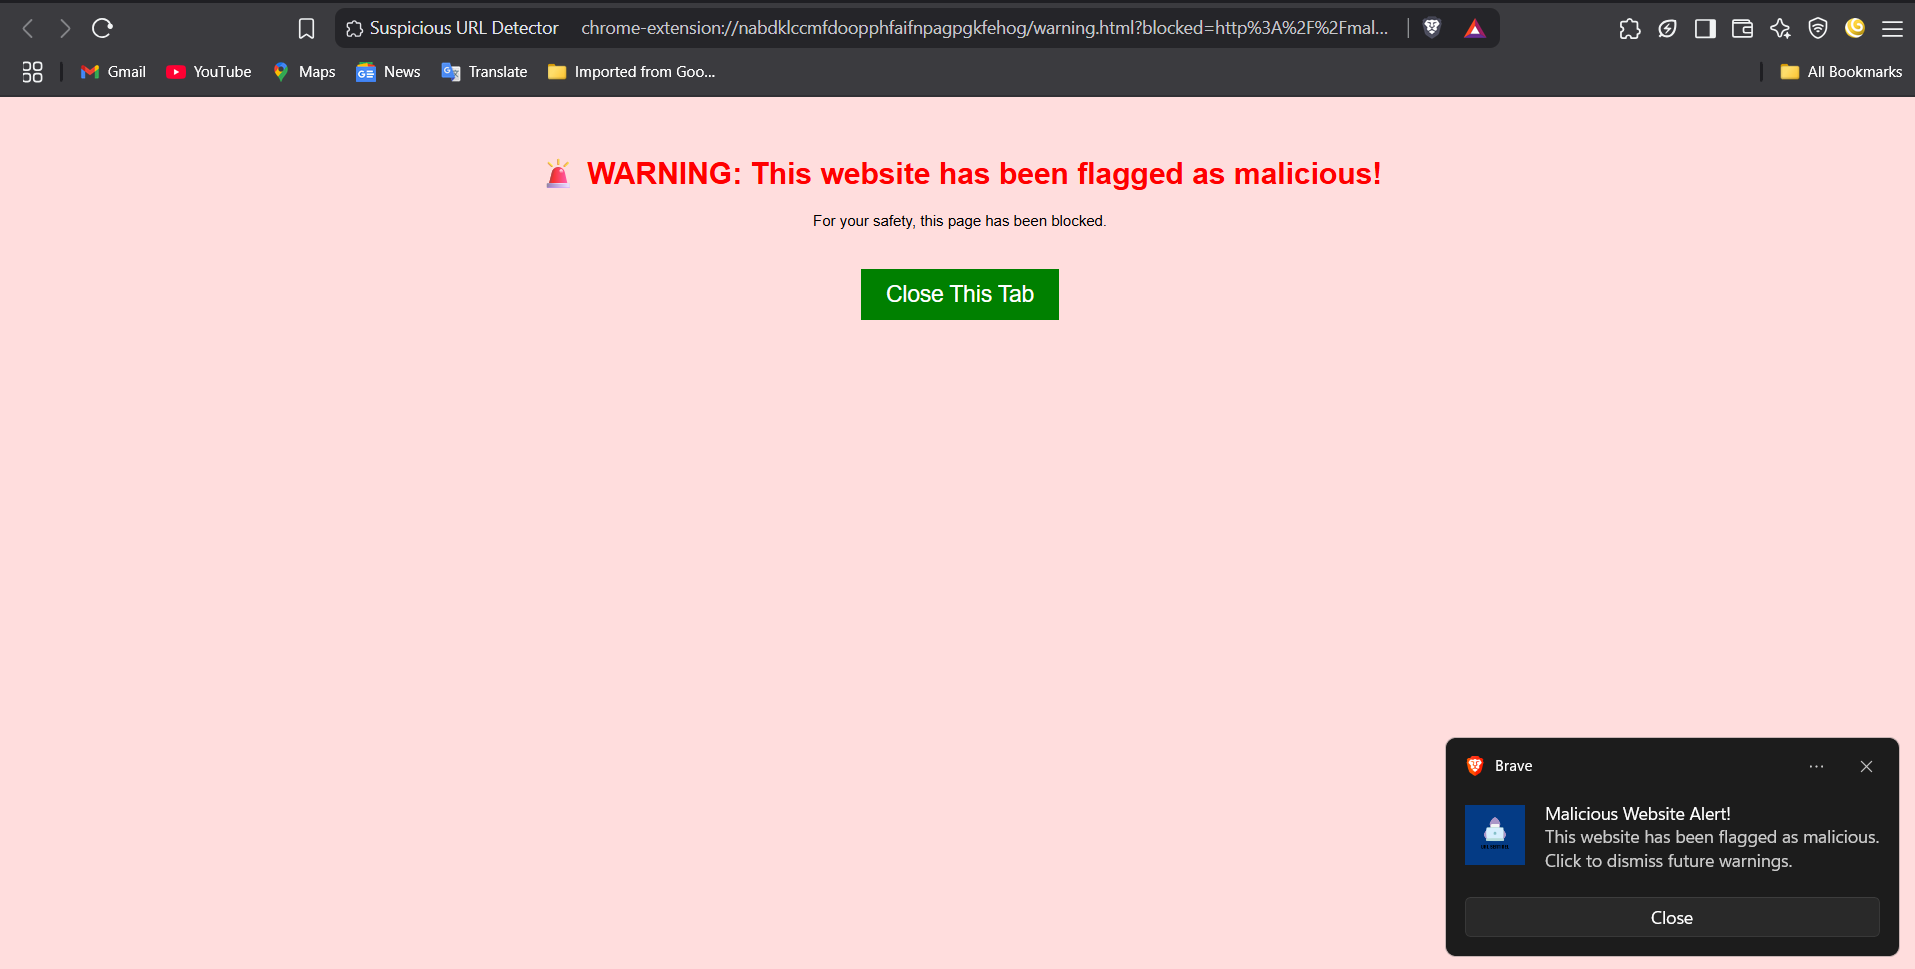 Suspicious URL Detector chrome-extension://nabdklccmfdoopphfaifnpagpgkfehog/warning.html?blocked=http%3A%2F%2Fmal...
Gmail YouTube Maps News Translate Imported from Goo... All Bookmarks
WARNING: This website has been flagged as malicious!
For your safety, this page has been blocked.
Close This Tab
Brave
Malicious Website Alert!
This website has been flagged as malicious.
Click to dismiss future warnings.
Close